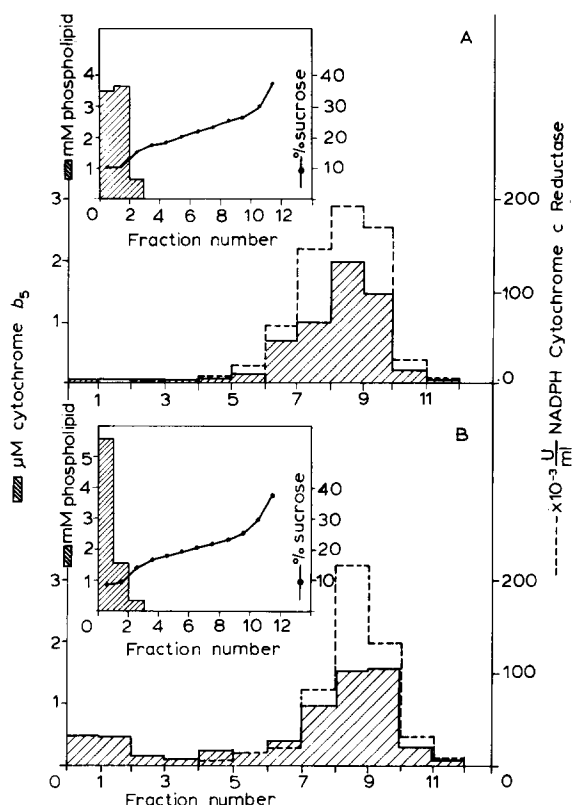 A
mM phospholipid
4
3
2
1
40
30
20
10
% sucrose
0 2 4 6 8 10 12
Fraction number
3
2
1
200
100
0
1 3 5 7 9 11
µM cytochrome b5
x10-3 U/ml NADPH Cytochrome c Reductase
B
mM phospholipid
5
4
3
2
1
40
30
20
10
% sucrose
0 2 4 6 8 10 12
Fraction number
3
2
1
200
100
0
0 1 3 5 7 9 11
Fraction number